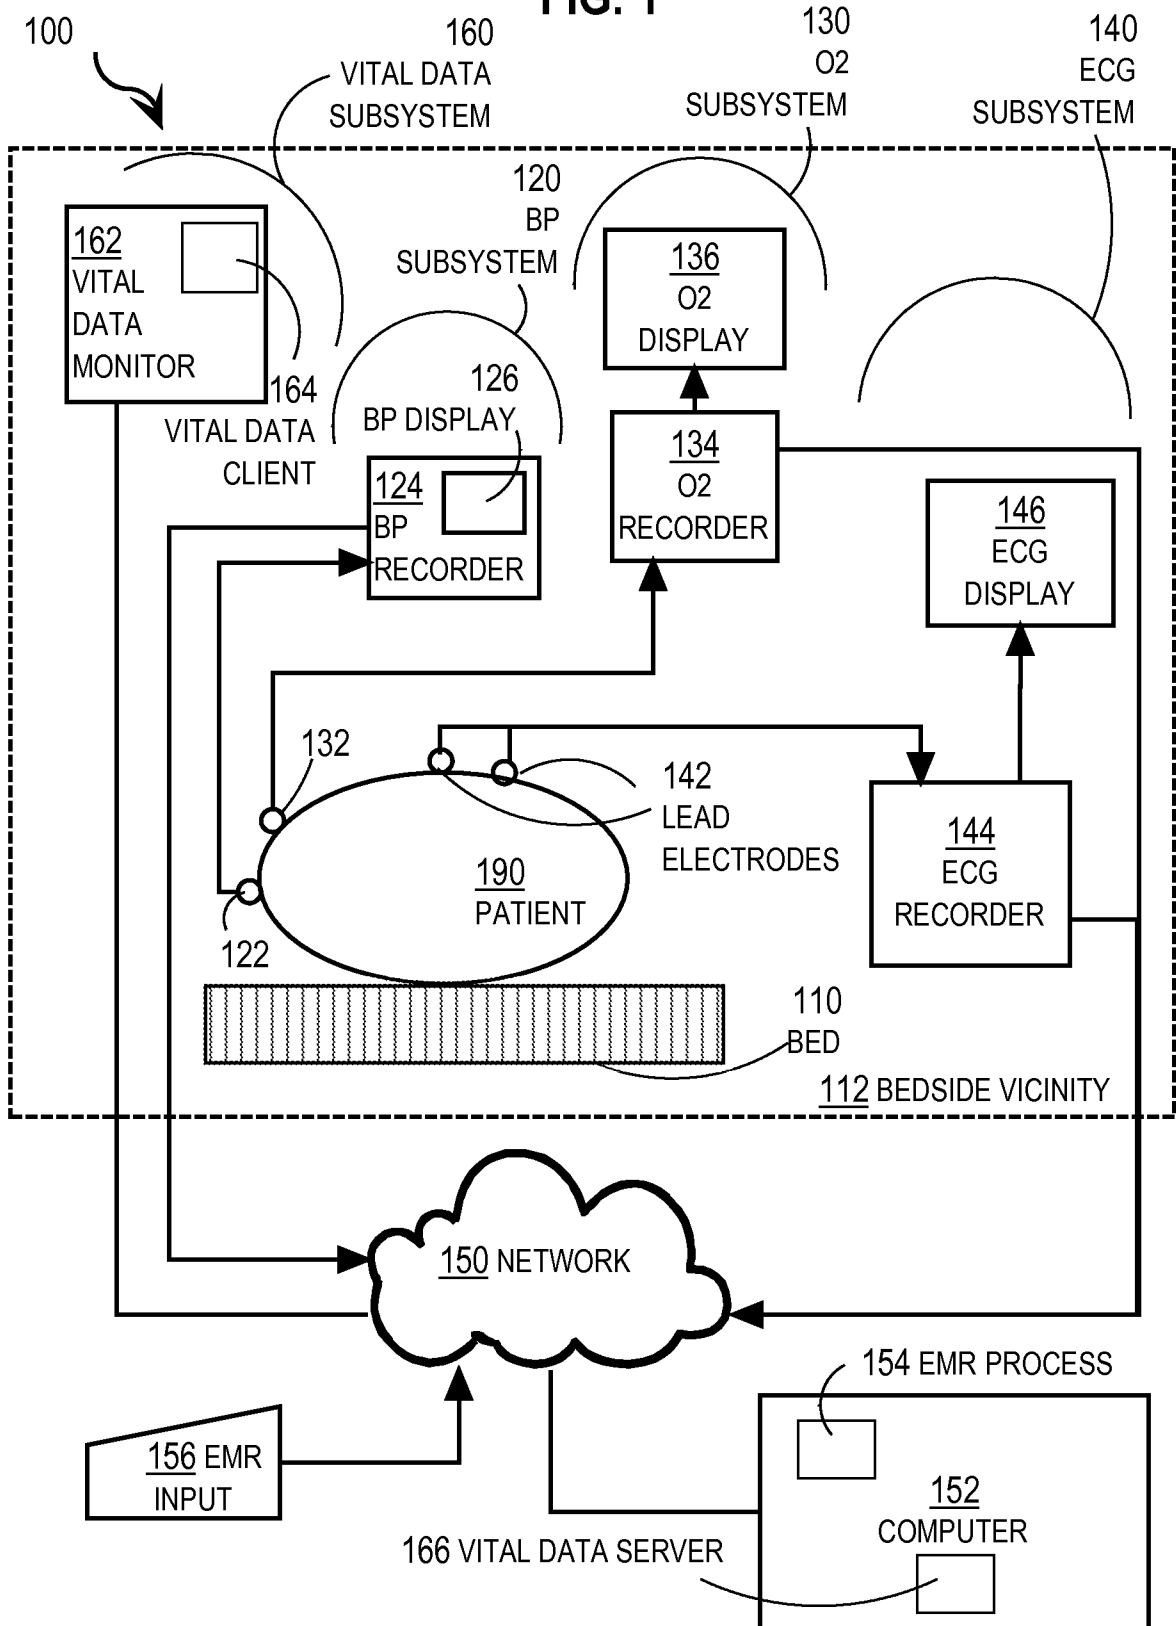 FIG. 1
100
160
VITAL DATA
SUBSYSTEM
130
O2
SUBSYSTEM
140
ECG
SUBSYSTEM
120
BP
SUBSYSTEM
162
VITAL
DATA
MONITOR
164
VITAL DATA
CLIENT
136
O2
DISPLAY
126
BP DISPLAY
124
BP
RECORDER
134
O2
RECORDER
146
ECG
DISPLAY
132
142
LEAD
ELECTRODES
144
ECG
RECORDER
190
PATIENT
122
110
BED
112 BEDSIDE VICINITY
150 NETWORK
154 EMR PROCESS
156 EMR
INPUT
152
COMPUTER
166 VITAL DATA SERVER